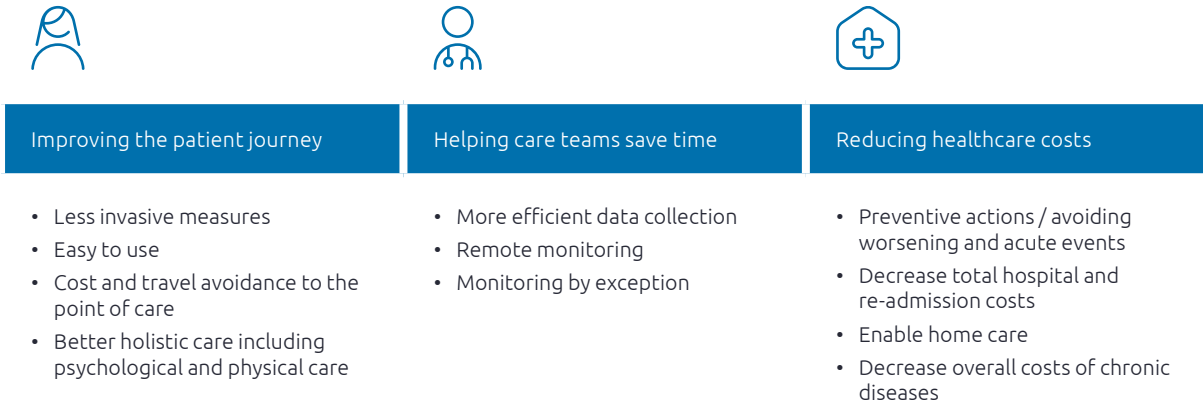 Improving the patient journey
• Less invasive measures
• Easy to use
• Cost and travel avoidance to the
point of care
• Better holistic care including
psychological and physical care
Helping care teams save time
• More efficient data collection
• Remote monitoring
• Monitoring by exception
Reducing healthcare costs
• Preventive actions / avoiding
worsening and acute events
• Decrease total hospital and
re-admission costs
• Enable home care
• Decrease overall costs of chronic
diseases